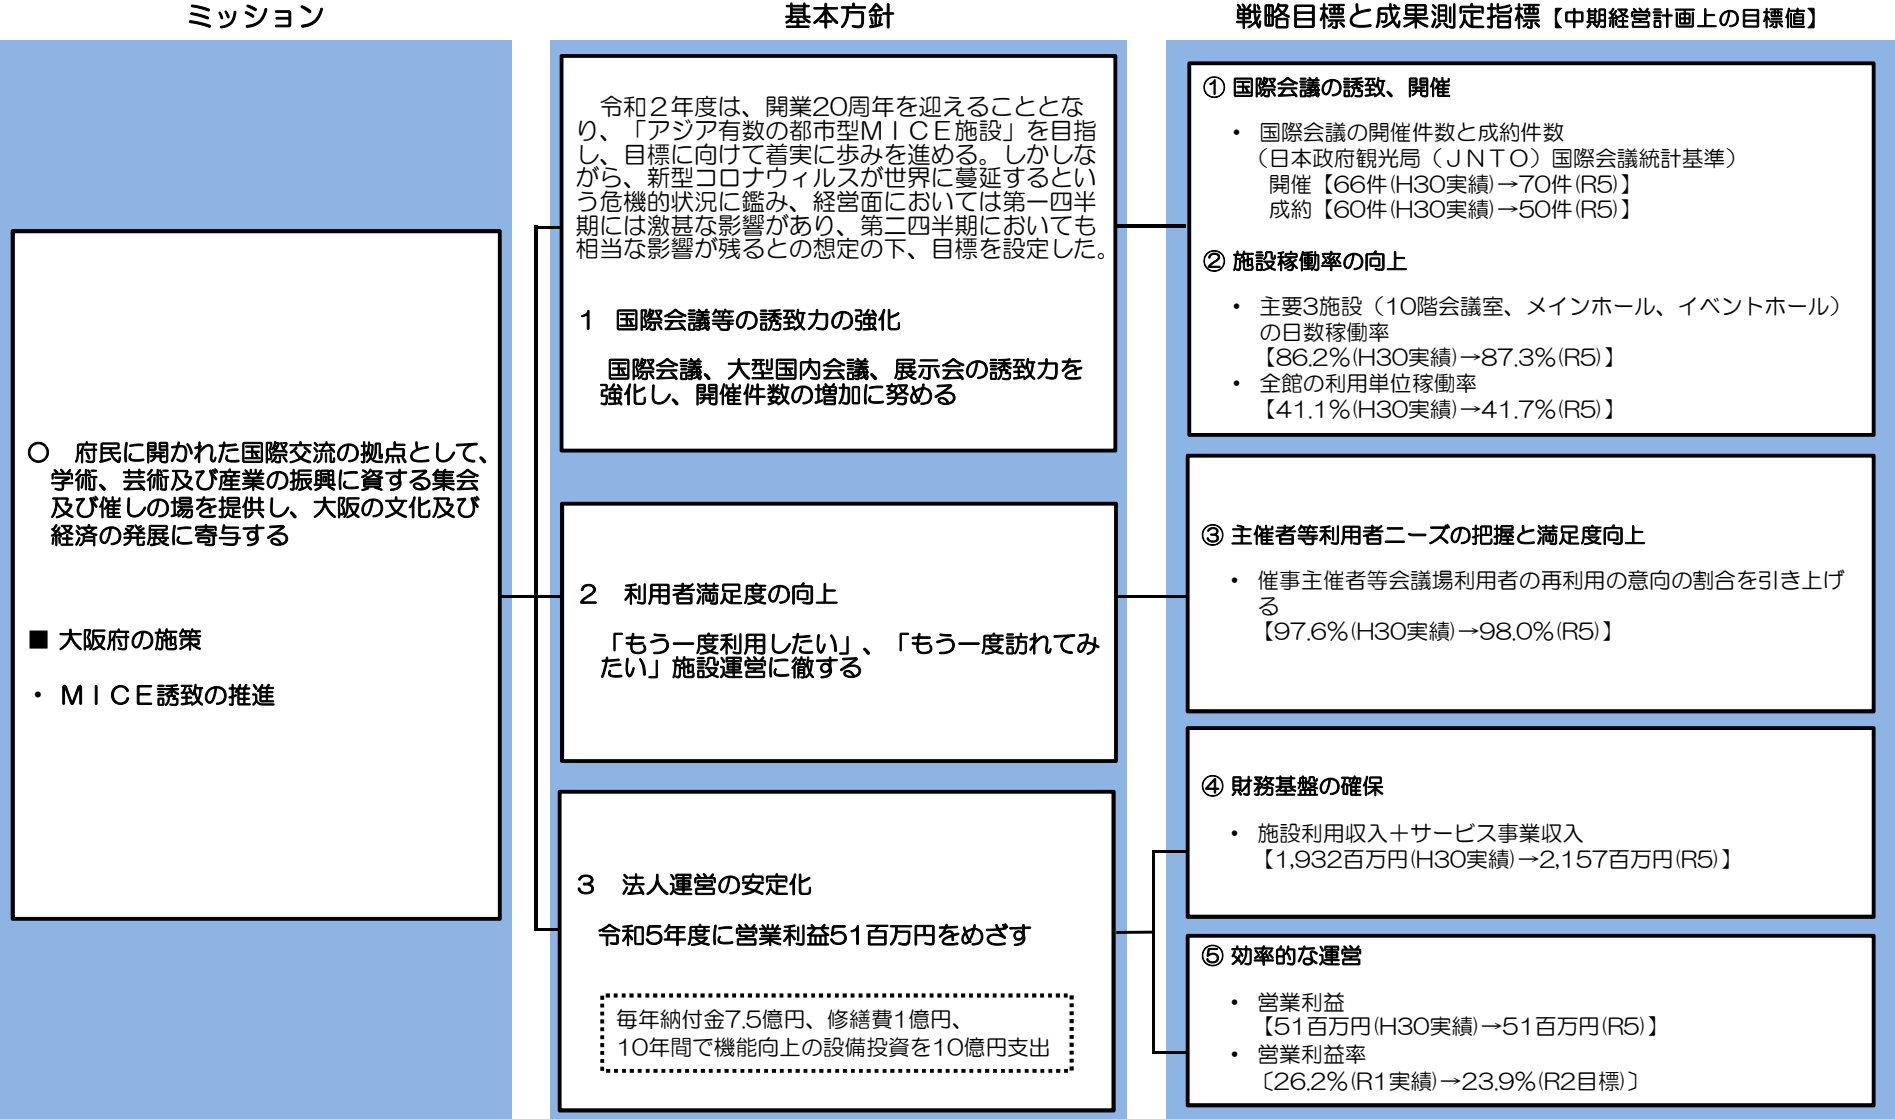 ミッション
〇　府民に開かれた国際交流の拠点として、
学術、芸術及び産業の振興に資する集会
及び催しの場を提供し、大阪の文化及び
経済の発展に寄与する
■ 大阪府の施策
・ ＭＩＣＥ誘致の推進
基本方針
令和２年度は、開業20周年を迎えることとな
り、「アジア有数の都市型ＭＩＣＥ施設」を目指
し、目標に向けて着実に歩みを進める。しかしな
がら、新型コロナウィルスが世界に蔓延するとい
う危機的状況に鑑み、経営面においては第一四半
期には激甚な影響があり、第二四半期においても
相当な影響が残るとの想定の下、目標を設定した。
１　国際会議等の誘致力の強化
国際会議、大型国内会議、展示会の誘致力を
強化し、開催件数の増加に努める
２　利用者満足度の向上
「もう一度利用したい」、「もう一度訪れてみ
たい」施設運営に徹する
３　法人運営の安定化
令和5年度に営業利益51百万円をめざす
毎年納付金7.5億円、修繕費1億円、
10年間で機能向上の設備投資を10億円支出
戦略目標と成果測定指標【中期経営計画上の目標値】
① 国際会議の誘致、開催
• 国際会議の開催件数と成約件数
（日本政府観光局（ＪＮＴＯ）国際会議統計基準）
開催【66件(H30実績)→70件(R5)】
成約【60件(H30実績)→50件(R5)】
② 施設稼働率の向上
• 主要3施設（10階会議室、メインホール、イベントホール）
の日数稼働率
【86.2%(H30実績)→87.3%(R5)】
• 全館の利用単位稼働率
【41.1%(H30実績)→41.7%(R5)】
③ 主催者等利用者ニーズの把握と満足度向上
• 催事主催者等会議場利用者の再利用の意向の割合を引き上げ
る
【97.6%(H30実績)→98.0%(R5)】
④ 財務基盤の確保
• 施設利用収入＋サービス事業収入
【1,932百万円(H30実績)→2,157百万円(R5)】
⑤ 効率的な運営
• 営業利益
【51百万円(H30実績)→51百万円(R5)】
• 営業利益率
〔26.2%(R1実績)→23.9%(R2目標)〕